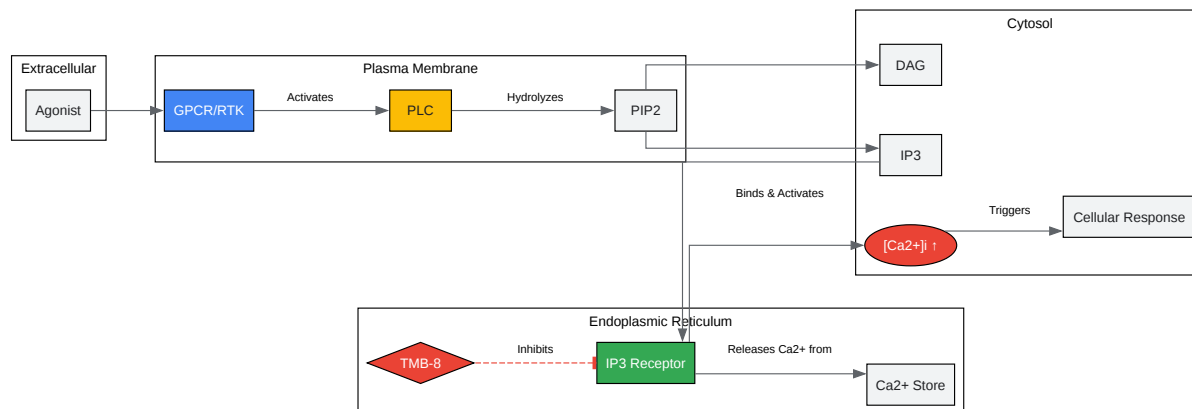 Cytosol
Extracellular
Plasma Membrane
DAG
Agonist
GPCR/RTK
Activates
PLC
Hydrolyzes
PIP2
IP3
Binds & Activates
Triggers
Cellular Response
[Ca2+]i ↑
Endoplasmic Reticulum
TMB-8
Inhibits
IP3 Receptor
Releases Ca2+ from
Ca2+ Store